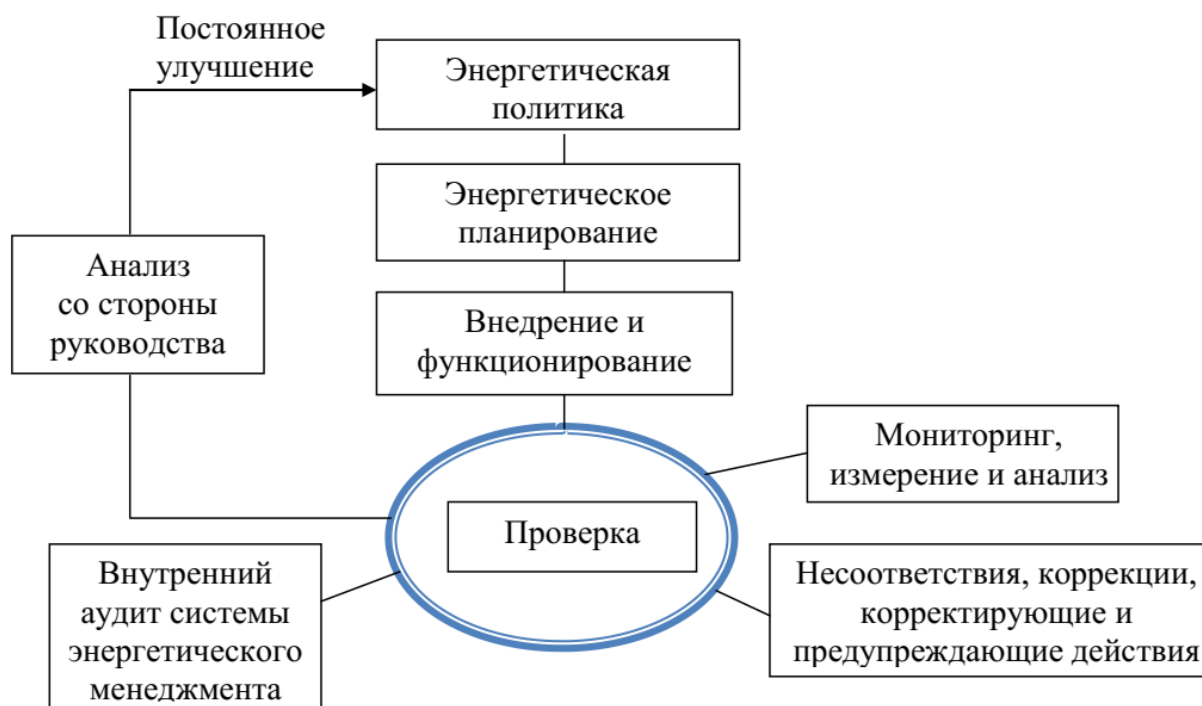 Постоянное
улучшение
Энергетическая
политика
Энергетическое
планирование
Анализ
со стороны
руководства
Внедрение и
функционирование
Мониторинг,
измерение и анализ
Проверка
Внутренний
аудит системы
энергетического
менеджмента
Несоответствия, коррекции,
корректирующие и
предупреждающие действия